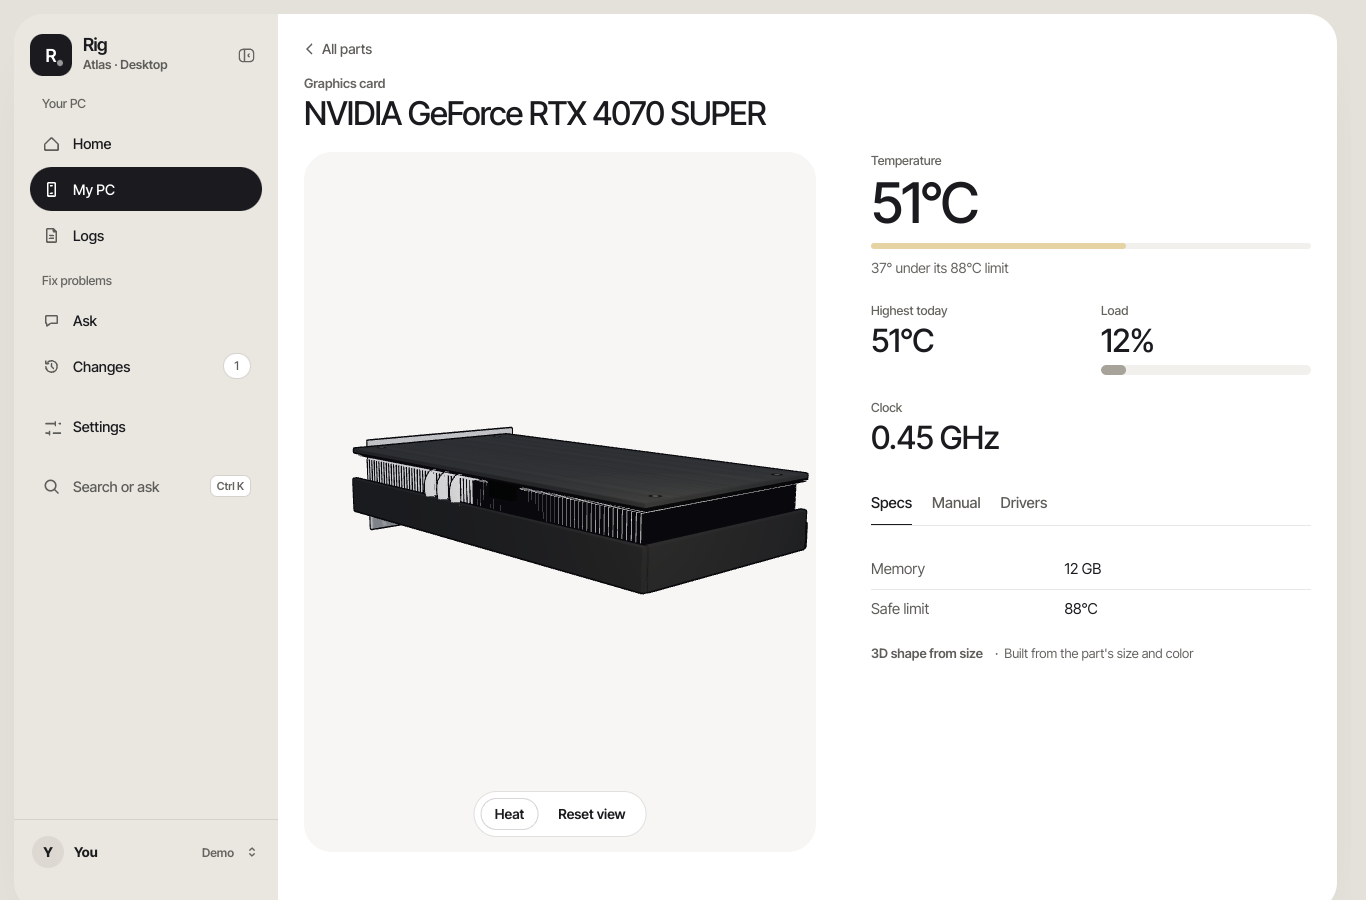 R.
Rig
Atlas · Desktop
Your PC
Home
My PC
Logs
Fix problems
Ask
Changes
1
Settings
Search or ask
Ctrl K
Y
You
Demo
All parts
Graphics card
NVIDIA GeForce RTX 4070 SUPER
Heat
Reset view
Temperature
51°C
37° under its 88°C limit
Highest today
51°C
Load
12%
Clock
0.45 GHz
Specs
Manual
Drivers
Memory
12 GB
Safe limit
88°C
3D shape from size · Built from the part's size and color